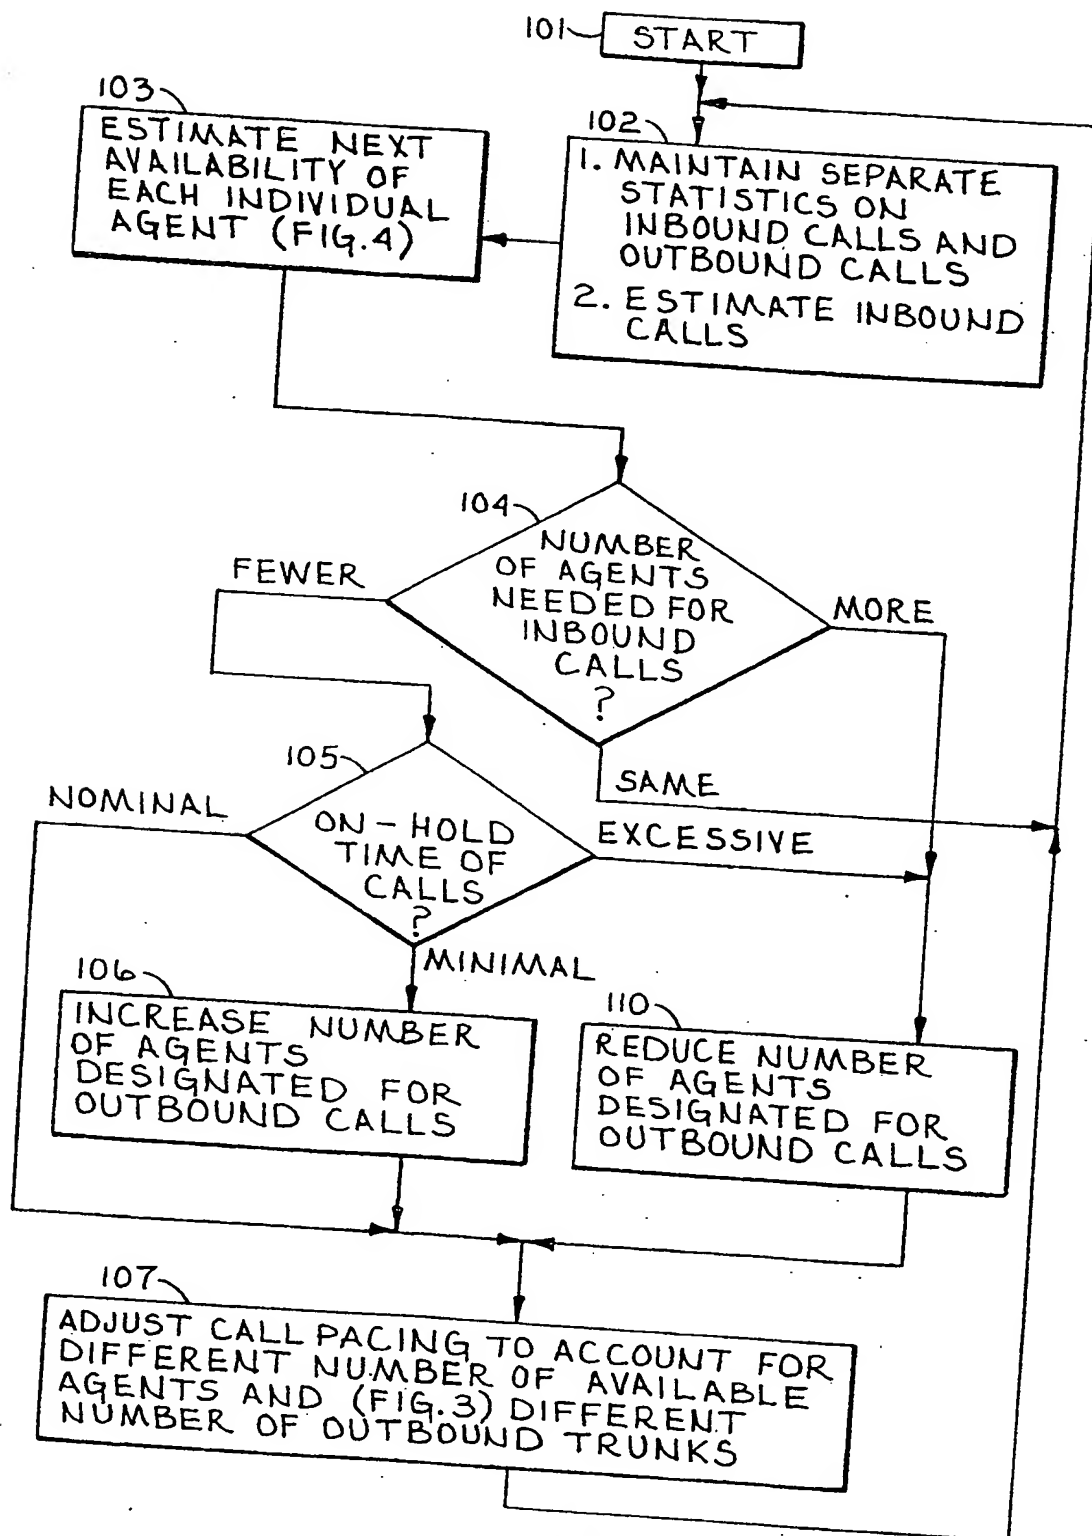 101
START
103
ESTIMATE NEXT
AVAILABILITY OF
EACH INDIVIDUAL
AGENT (FIG.4)
102
1. MAINTAIN SEPARATE
STATISTICS ON
INBOUND CALLS AND
OUTBOUND CALLS
2. ESTIMATE INBOUND
CALLS
104
NUMBER
OF AGENTS
NEEDED FOR
INBOUND
CALLS
?
FEWER
MORE
SAME
105
ON-HOLD
TIME OF
CALLS
?
NOMINAL
EXCESSIVE
MINIMAL
106
INCREASE NUMBER
OF AGENTS
DESIGNATED FOR
OUTBOUND CALLS
110
REDUCE NUMBER
OF AGENTS
DESIGNATED FOR
OUTBOUND CALLS
107
ADJUST CALL PACING TO ACCOUNT FOR
DIFFERENT NUMBER OF AVAILABLE
AGENTS AND (FIG.3) DIFFERENT
NUMBER OF OUTBOUND TRUNKS